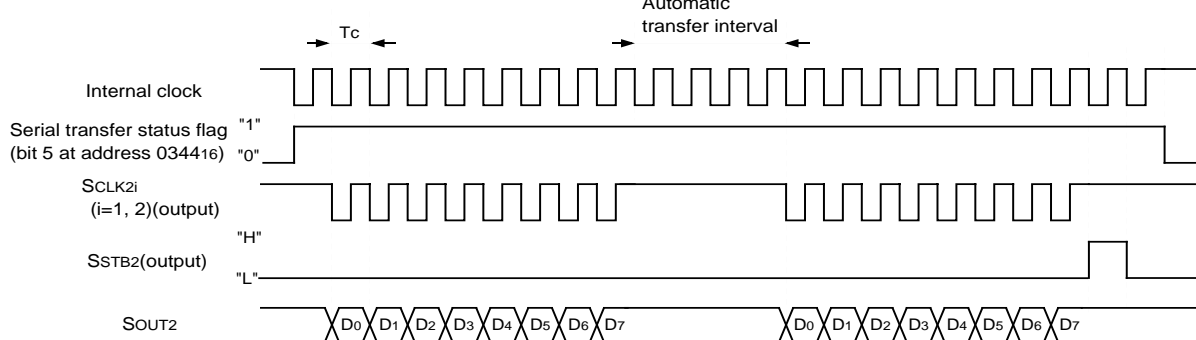 Automatic
transfer interval
Tc
Internal clock
Serial transfer status flag
(bit 5 at address 034416)
"1"
"0"
SCLK2i
(i=1, 2)(output)
"H"
SSTB2(output)
"L"
SOUT2
D0 D1 D2 D3 D4 D5 D6 D7 D0 D1 D2 D3 D4 D5 D6 D7